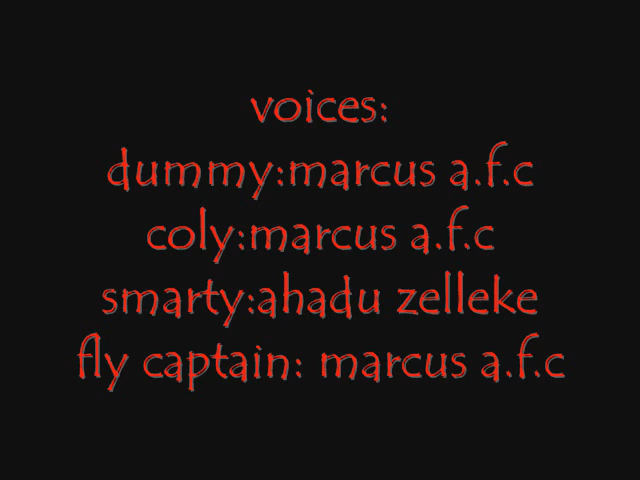 voices:
dummy:marcus a.f.c
coly:marcus a.f.c
smarty:ahadu zelleke
fly captain: marcus a.f.c